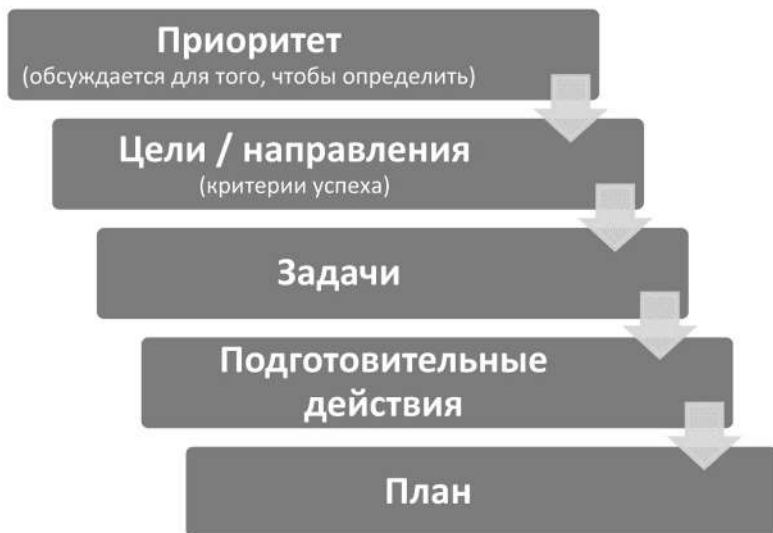 Приоритет
(обсуждается для того, чтобы определить)
Цели / направления
(критерии успеха)
Задачи
Подготовительные
действия
План